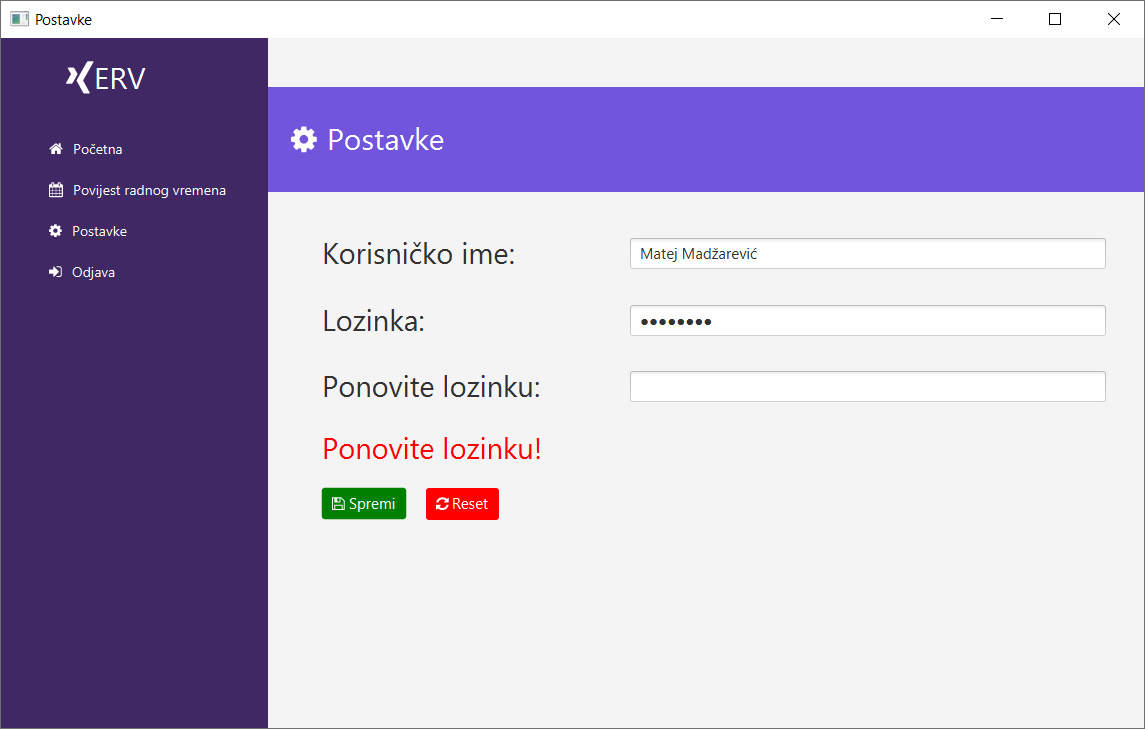 Postavke
ERV
Početna
Povijest radnog vremena
Postavke
Odjava
Postavke
Korisničko ime:
Matej Madžarević
Lozinka:
••••••••
Ponovite lozinku:
Ponovite lozinku!
Spremi
Reset